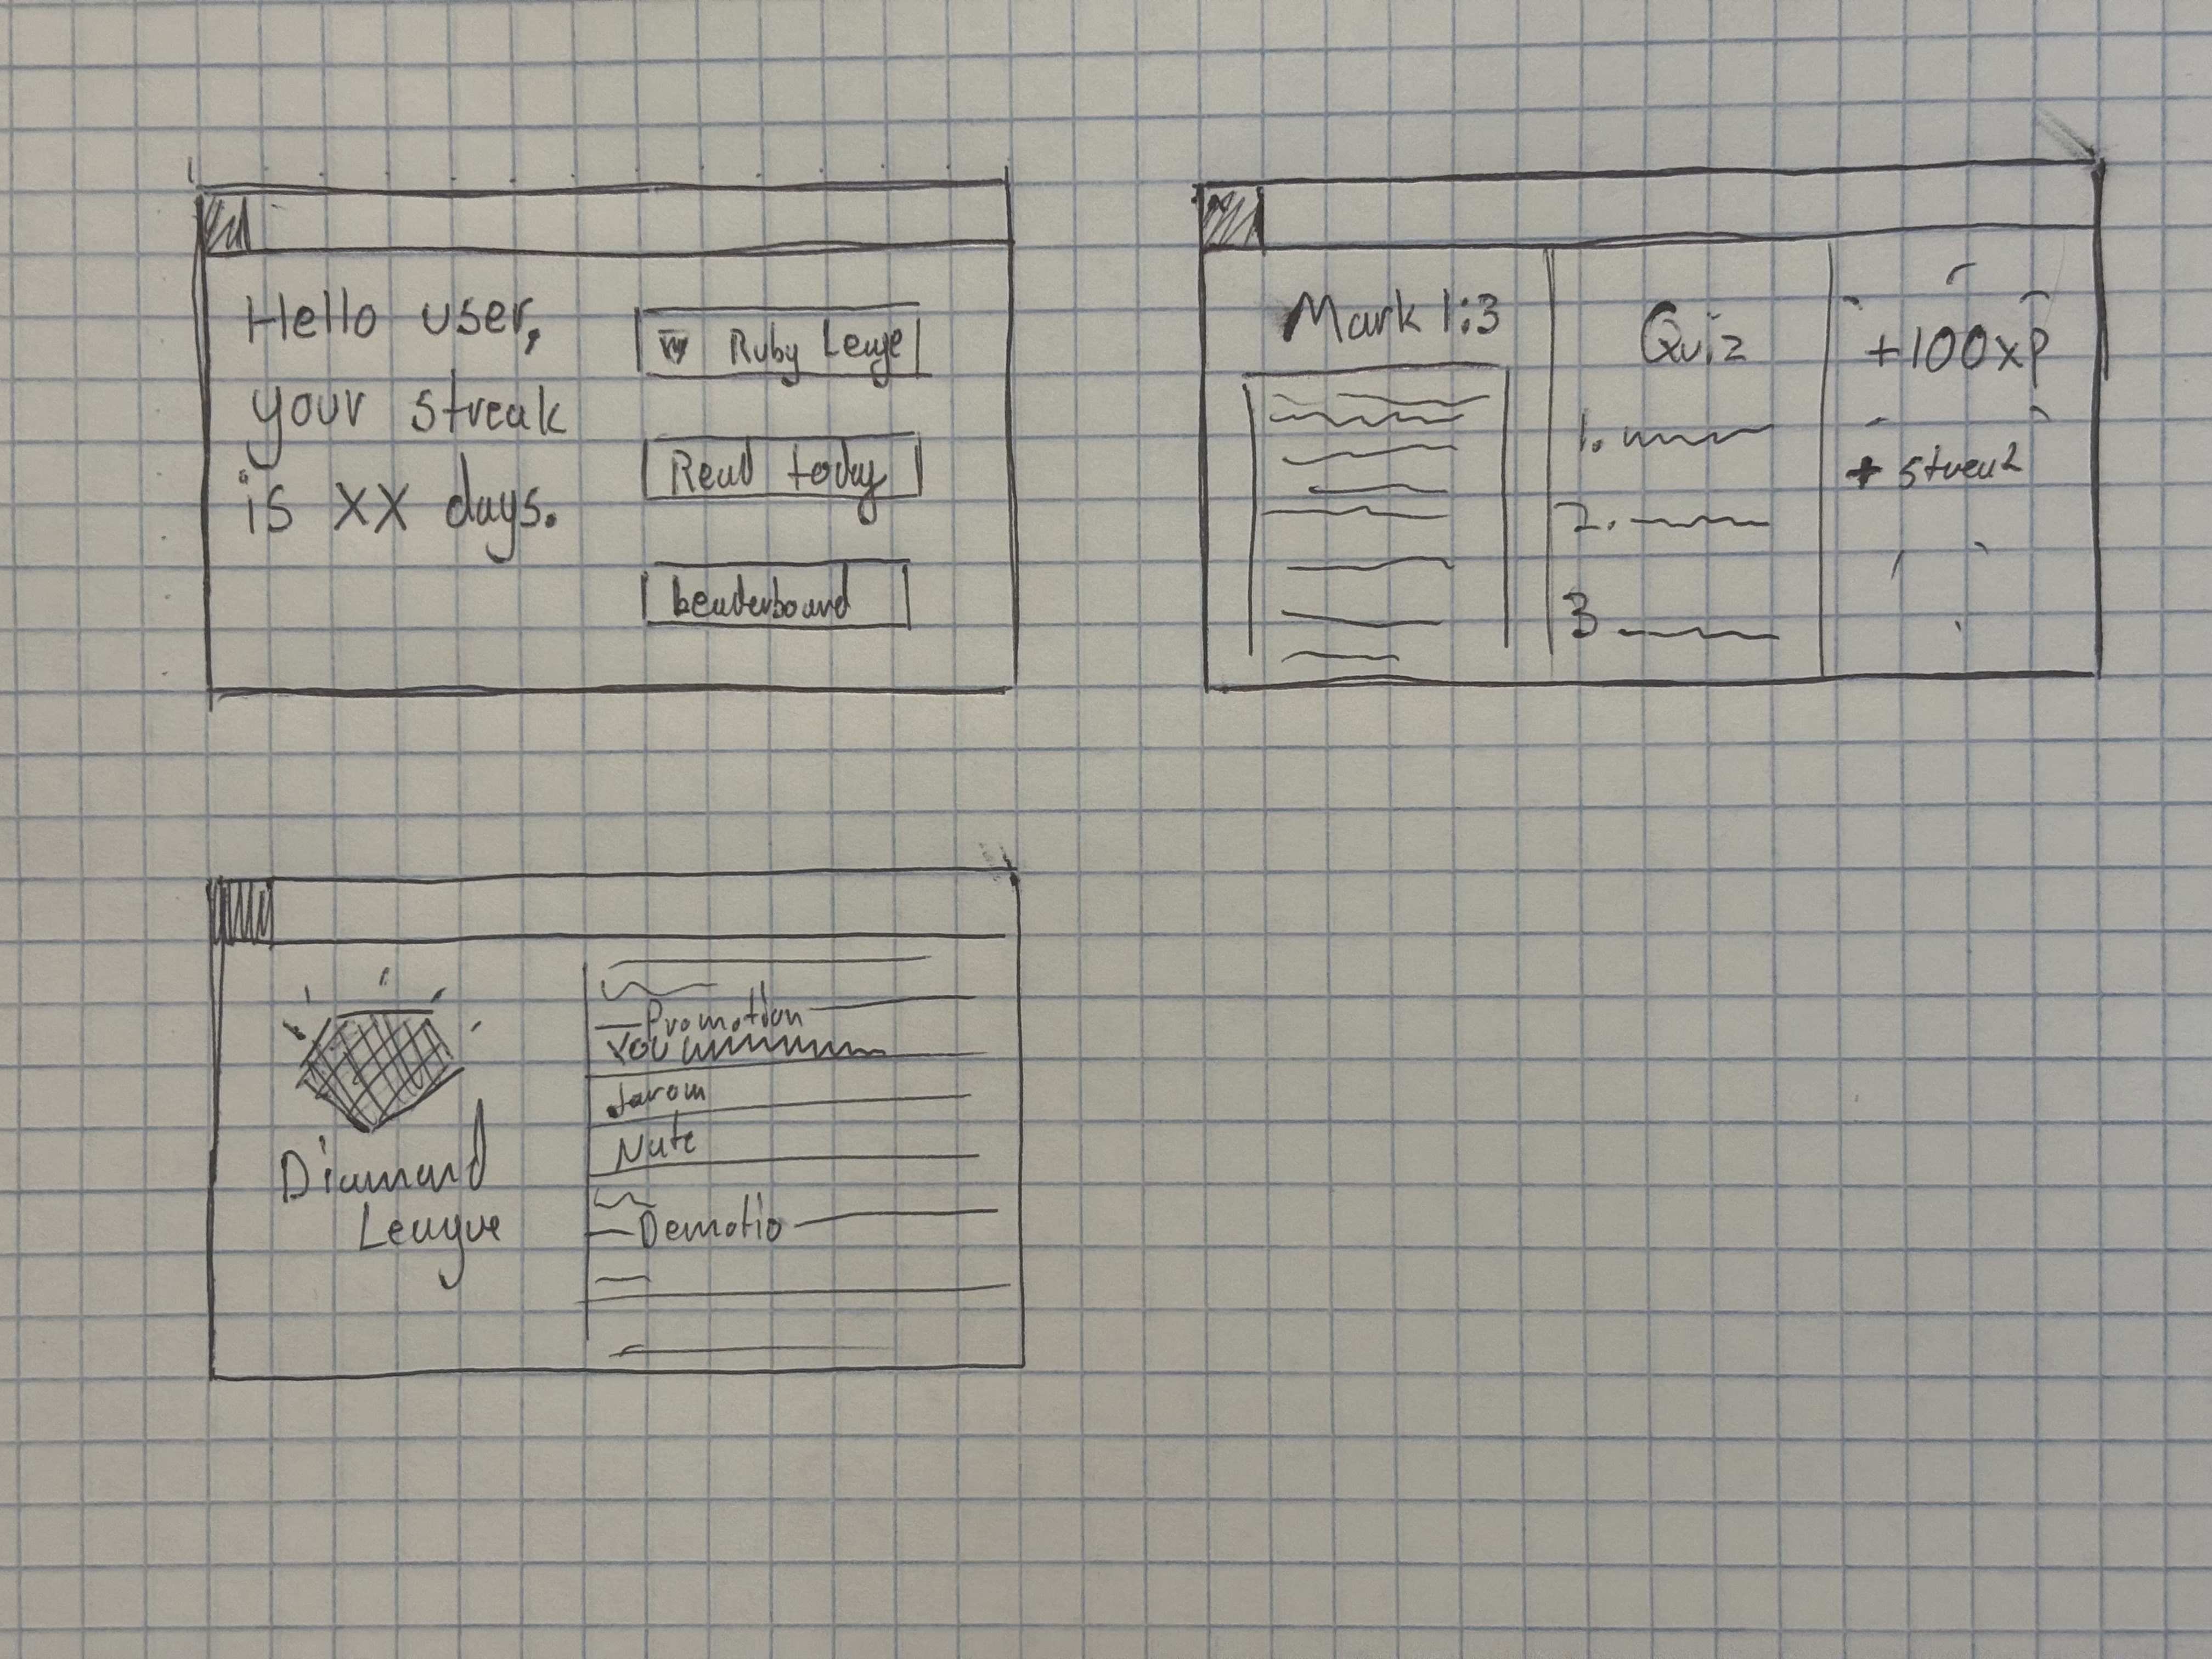 Hello user,
your streak
is XX days.
Ruby Leuge
Read today
Leaderboard
Mark 1:3
Quiz
1.
2.
3
+100xp
+ streak
Diamond
League
Promotion
You
Jarom
Nate
Demotio